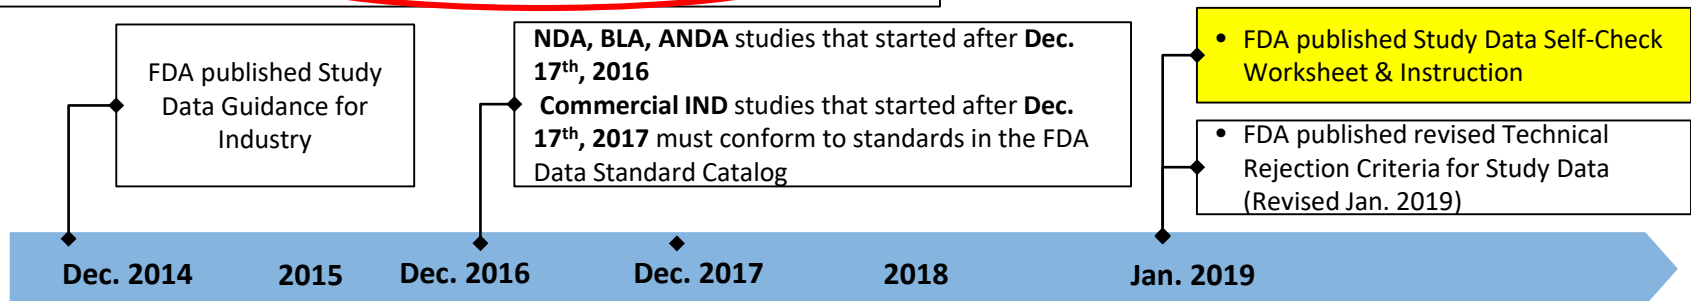 FDA published Study
Data Guidance for
Industry
NDA, BLA, ANDA studies that started after Dec.
17th, 2016
Commercial IND studies that started after Dec.
17th, 2017 must conform to standards in the FDA
Data Standard Catalog
• FDA published Study Data Self-Check
Worksheet & Instruction
• FDA published revised Technical
Rejection Criteria for Study Data
(Revised Jan. 2019)
Dec. 2014 2015 Dec. 2016 Dec. 2017 2018 Jan. 2019